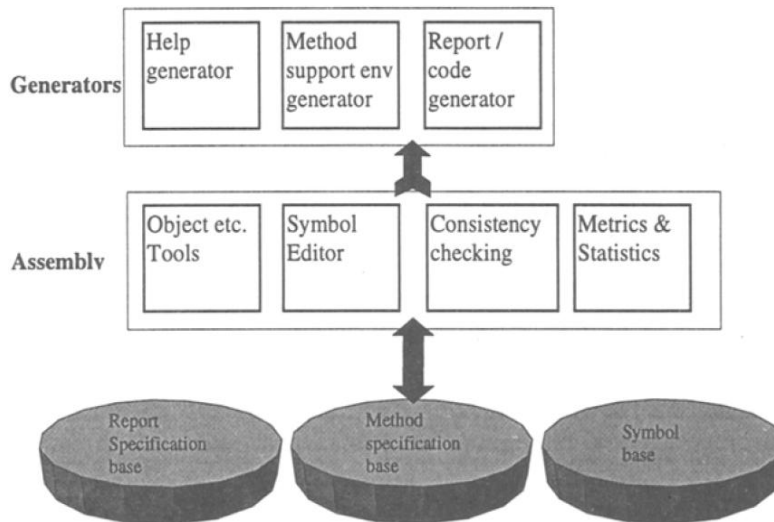 Generators
Help
generator
Method
support env
generator
Report /
code
generator
Assembly
Object etc.
Tools
Symbol
Editor
Consistency
checking
Metrics &
Statistics
Report
Specification
base
Method
specification
base
Symbol
base